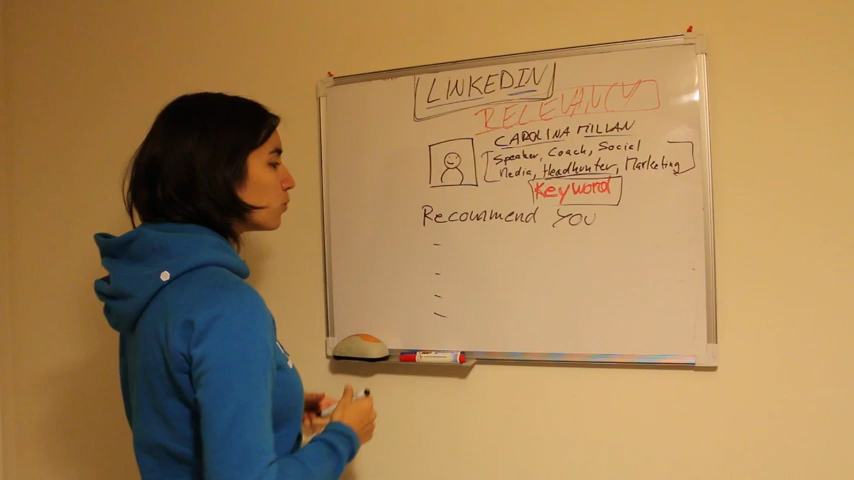 LINKEDIN
RELEVANCY
CAROLINA MILLAN
Speaker, Coach, Social
Media, Headhunter, Marketing
Keyword
Recommend YOU
-
-
-
-